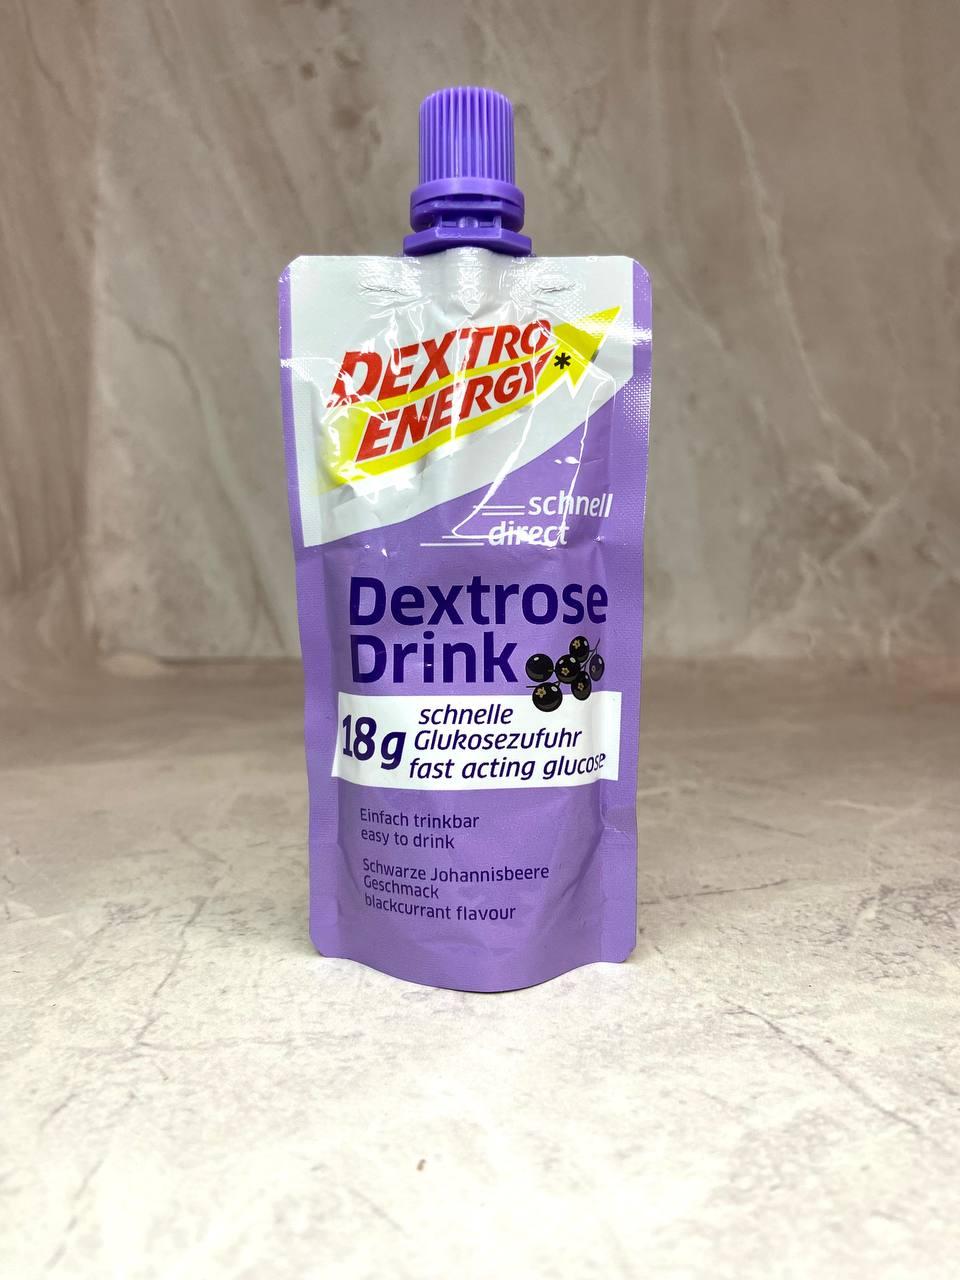 DEXTRO
ENERGY*
schnell
direct
Dextrose
Drink
18g
schnelle
Glukosezufuhr
fast acting glucose
Einfach trinkbar
easy to drink
Schwarze Johannisbeere
Geschmack
blackcurrant flavour